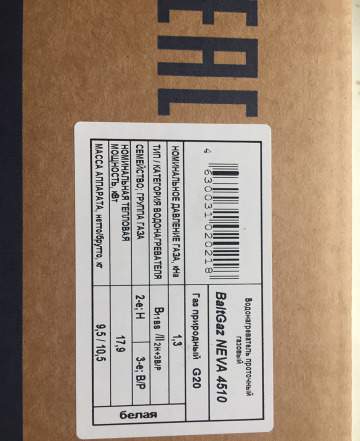 EAC
Водонагреватель проточный
газовый
BaltGaz NEVA 4510
Газ природный G20
4 630031 020218
НОМИНАЛЬНОЕ ДАВЛЕНИЕ ГАЗА, кПа 1,3
ТИП / КАТЕГОРИЯ ВОДОНАГРЕВАТЕЛЯ B11BS /II2H+3B/P
СЕМЕЙСТВО; ГРУППА ГАЗА 2-е; H 3-е; B/P
НОМИНАЛЬНАЯ ТЕПЛОВАЯ
МОЩНОСТЬ, кВт 17,9
МАССА АППАРАТА, нетто/брутто, кг 9,5 / 10,5
белая